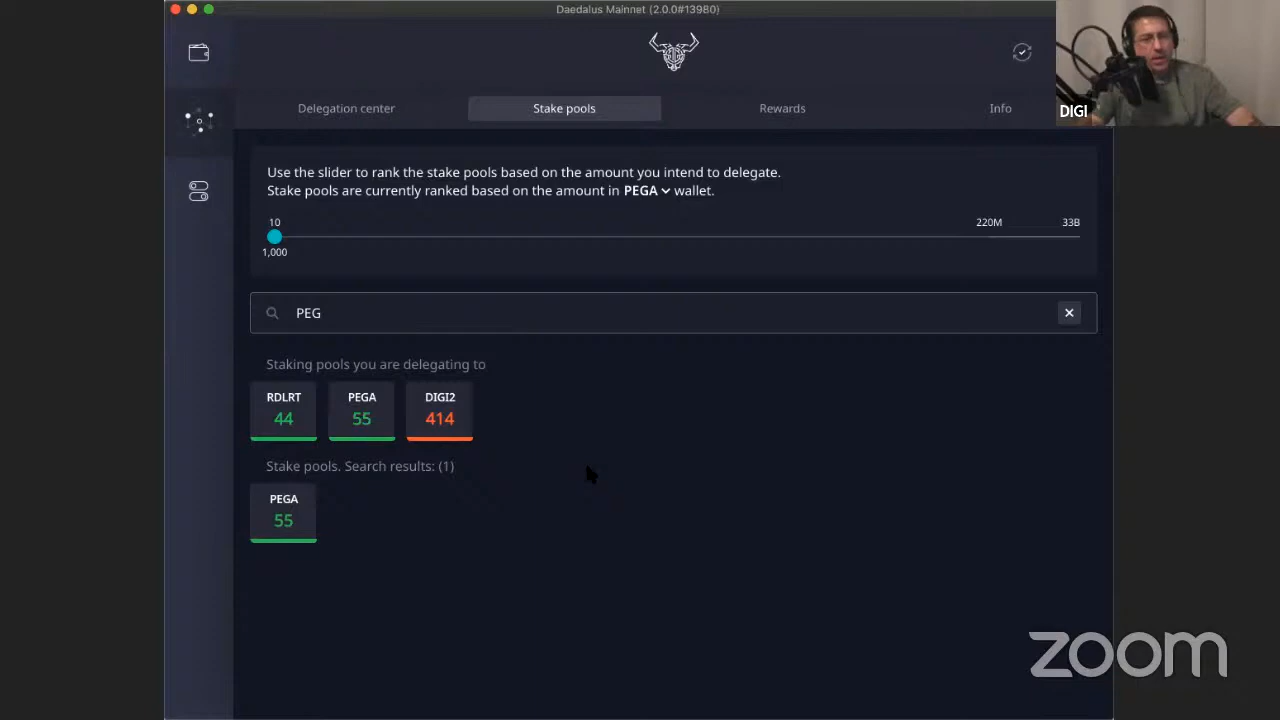 Daedalus Mainnet (2.0.0#13980)
DIGI
Delegation center
Stake pools
Rewards
Info
Use the slider to rank the stake pools based on the amount you intend to delegate.
Stake pools are currently ranked based on the amount in PEGA wallet.
10
220M
33B
1,000
PEG
Staking pools you are delegating to
RDLRT
PEGA
DIGI2
44
55
414
Stake pools. Search results: (1)
PEGA
55
zoom